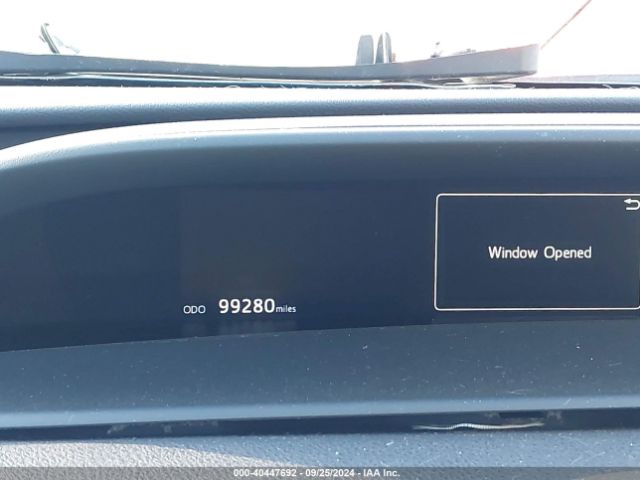 Window Opened
ODO 99280 miles
000-40447692 - 09/25/2024 - IAA Inc.